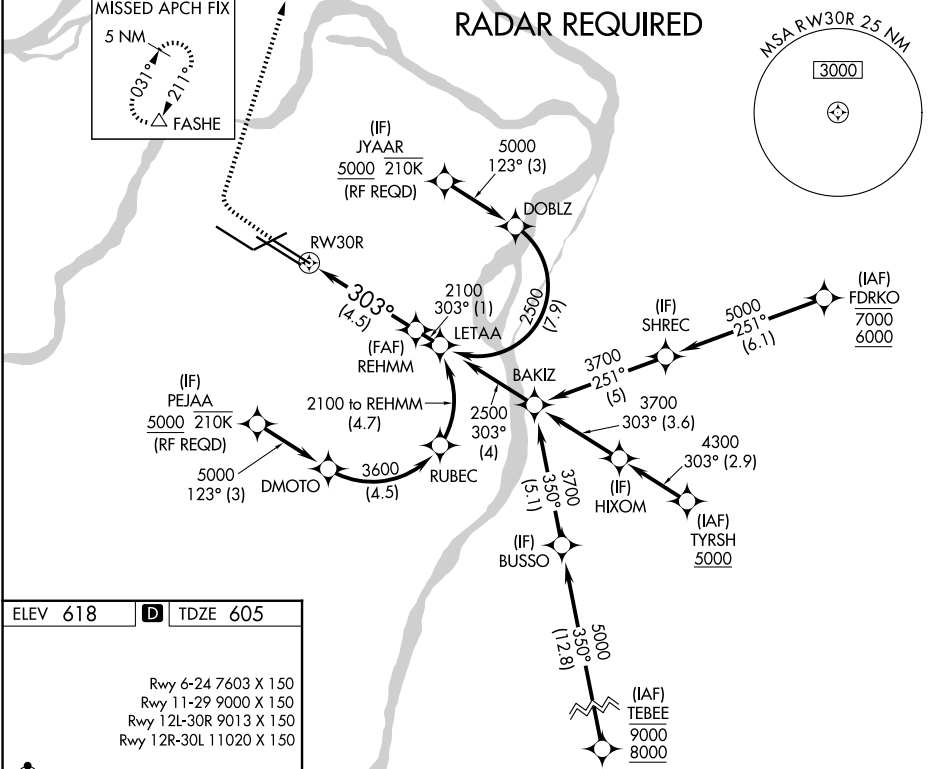 MISSED APCH FIX
5 NM
031°
211°
FASHE
RADAR REQUIRED
MSA RW30R 25 NM
3000
(IF)
JYAAR
5000 210K
(RF REQD)
5000
123° (3)
DOBLZ
RW30R
303°
(4.5)
2100
303° (1)
LETAA
2500
(7.9)
(FAF)
REHMM
(IAF)
FDRKO
7000
6000
5000
251°
(6.1)
(IF)
SHREC
3700
251°
(5)
BAKIZ
2500
303°
(4)
3700
303° (3.6)
4300
303° (2.9)
(IF)
HIXOM
(IAF)
TYRSH
5000
(IF)
PEJAA
5000 210K
(RF REQD)
5000
123° (3)
DMOTO
3600
(4.5)
RUBEC
2100 to REHMM
(4.7)
3700
350°
(5.1)
(IF)
BUSSO
5000
350°
(12.8)
(IAF)
TEBEE
9000
8000
ELEV 618 D TDZE 605
Rwy 6-24 7603 X 150
Rwy 11-29 9000 X 150
Rwy 12L-30R 9013 X 150
Rwy 12R-30L 11020 X 150